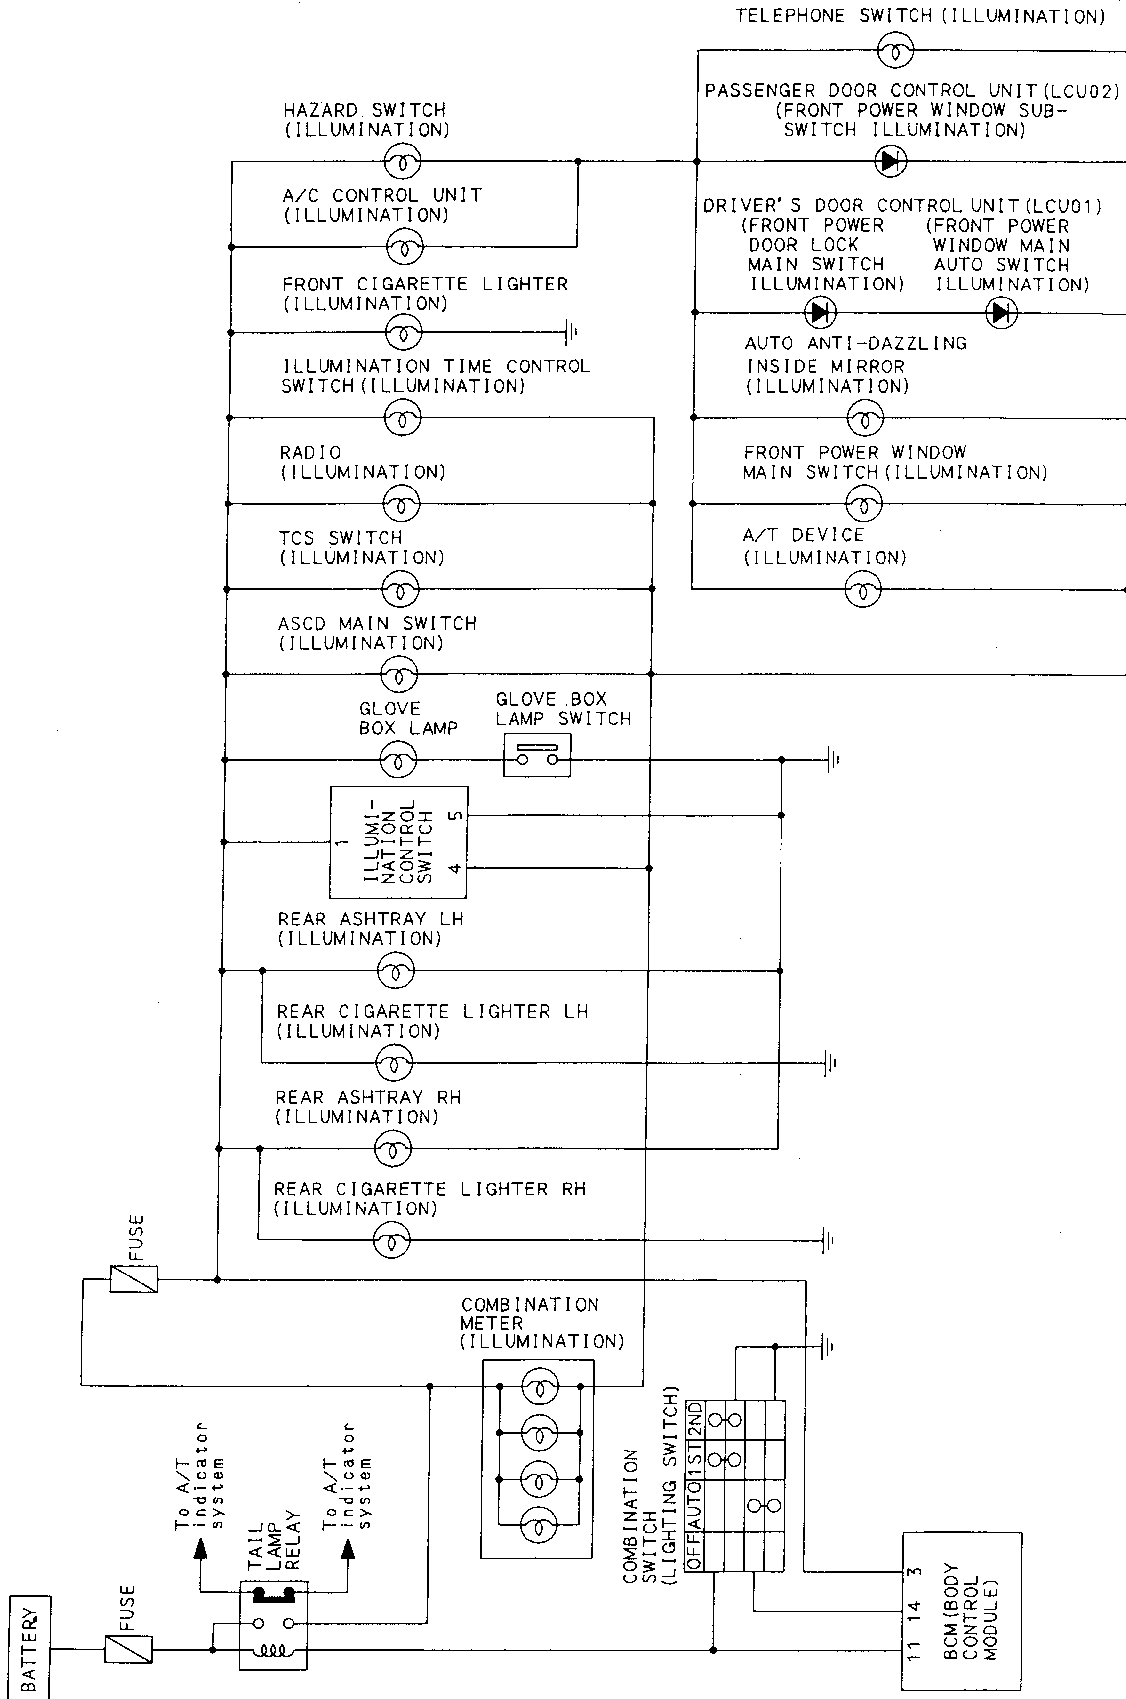 TELEPHONE SWITCH (ILLUMINATION)
PASSENGER DOOR CONTROL UNIT (LCU02)
(FRONT POWER WINDOW SUB-
SWITCH ILLUMINATION)
HAZARD SWITCH
(ILLUMINATION)
A/C CONTROL UNIT
(ILLUMINATION)
DRIVER'S DOOR CONTROL UNIT (LCU01)
(FRONT POWER
DOOR LOCK
MAIN SWITCH
ILLUMINATION)
(FRONT POWER
WINDOW MAIN
AUTO SWITCH
ILLUMINATION)
FRONT CIGARETTE LIGHTER
(ILLUMINATION)
AUTO ANTI-DAZZLING
INSIDE MIRROR
(ILLUMINATION)
ILLUMINATION TIME CONTROL
SWITCH (ILLUMINATION)
RADIO
(ILLUMINATION)
FRONT POWER WINDOW
MAIN SWITCH (ILLUMINATION)
TCS SWITCH
(ILLUMINATION)
A/T DEVICE
(ILLUMINATION)
ASCD MAIN SWITCH
(ILLUMINATION)
GLOVE
BOX LAMP
GLOVE BOX
LAMP SWITCH
1
ILLUMI-
NATION
CONTROL
SWITCH
5
4
REAR ASHTRAY LH
(ILLUMINATION)
REAR CIGARETTE LIGHTER LH
(ILLUMINATION)
REAR ASHTRAY RH
(ILLUMINATION)
REAR CIGARETTE LIGHTER RH
(ILLUMINATION)
FUSE
COMBINATION
METER
(ILLUMINATION)
COMBINATION
SWITCH
(LIGHTING SWITCH)
OFF
AUTO
1ST
2ND
To A/T
indicator
system
TAIL
LAMP
RELAY
To A/T
indicator
system
BATTERY
FUSE
3
14
11
BCM (BODY
CONTROL
MODULE)